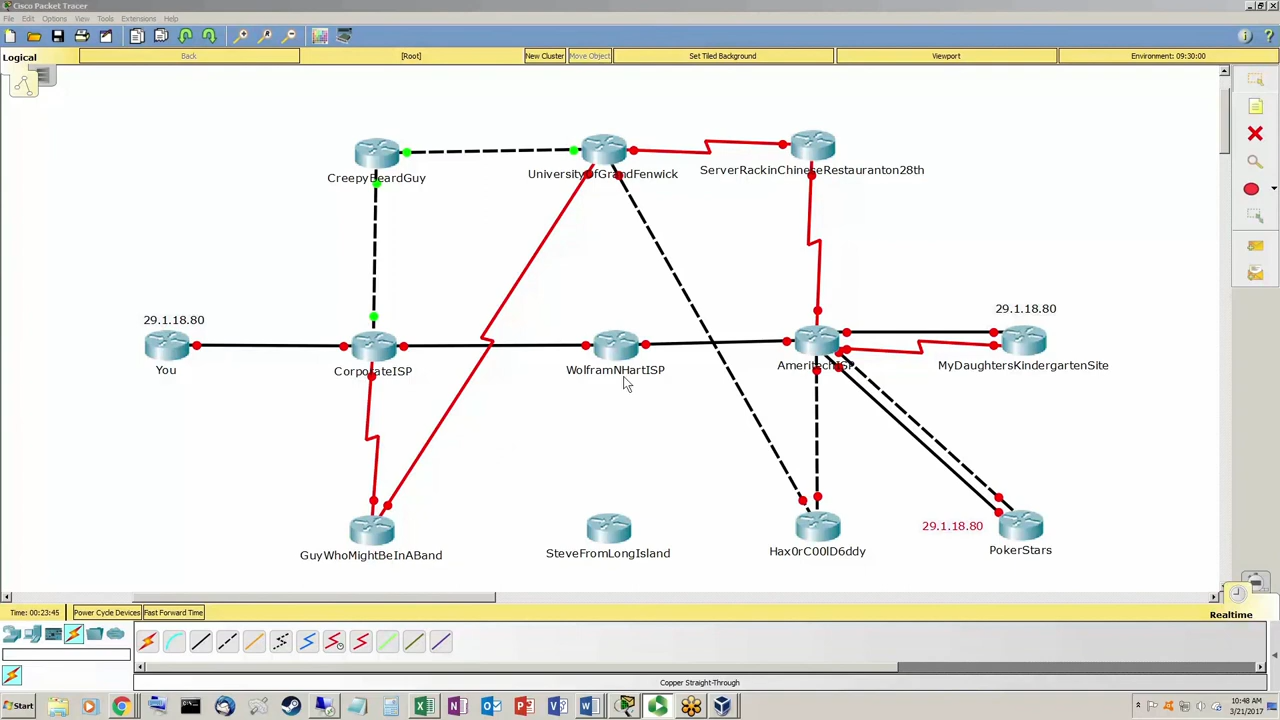 Cisco Packet Tracer
File Edit Options View Tools Extensions Help
Logical
Back
[Root]
New Cluster
Move Object
Set Tiled Background
Viewport
Environment: 09:30:00
CreepyBeardGuy
UniversityOfGrandFenwick
ServerRackinChineseRestauranton28th
29.1.18.80
29.1.18.80
You
CorporateISP
WolframNHartISP
AmeritechISP
MyDaughtersKindergartenSite
29.1.18.80
GuyWhoMightBeInABand
SteveFromLongIsland
Hax0rC00lD6ddy
PokerStars
Time: 00:23:45
Power Cycle Devices
Fast Forward Time
Realtime
Copper Straight-Through
Start
10:48 AM
3/21/2017